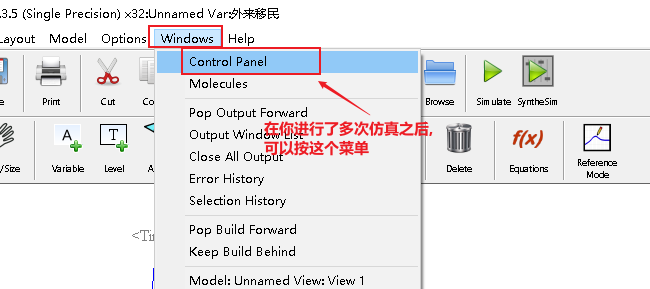 .3.5 (Single Precision) x32:Unnamed Var:外来移民
Layout Model Options Windows Help
Print Cut Browse Simulate SyntheSim
Control Panel
Molecules
Pop Output Forward
在你进行了多次仿真之后,
可以按这个菜单
Output Window List
Close All Output
Error History
Selection History
Pop Build Forward
Keep Build Behind
Model: Unnamed View: View 1
/Size A Variable T Level Delete f(x) Equations Reference
Mode